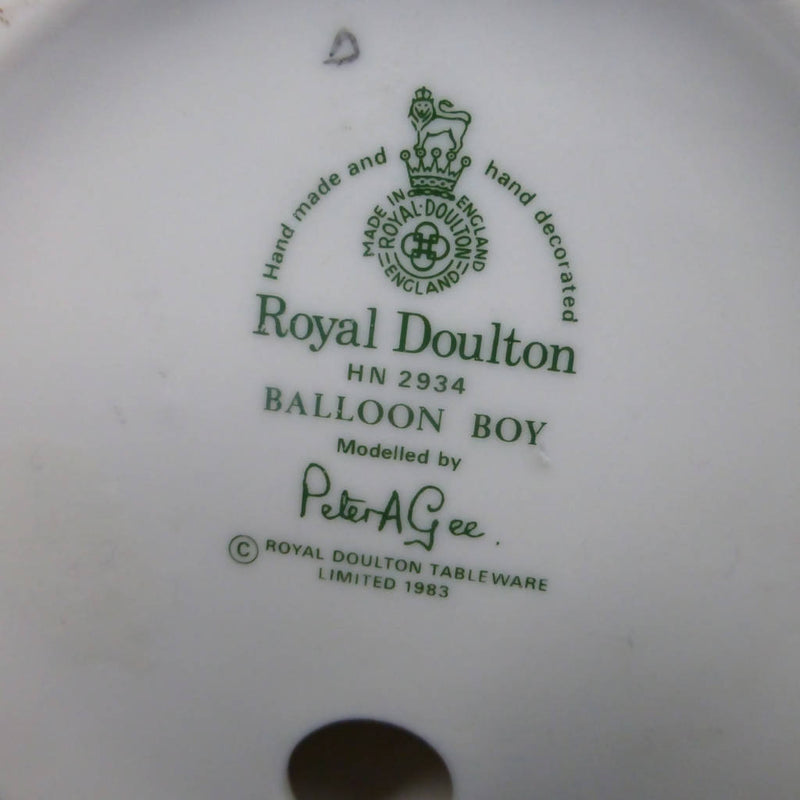 D
Hand made and hand decorated
MADE IN ENGLAND
ROYAL·DOULTON
ENGLAND
Royal Doulton
HN 2934
BALLOON BOY
Modelled by
Peter A Gee.
© ROYAL DOULTON TABLEWARE
LIMITED 1983